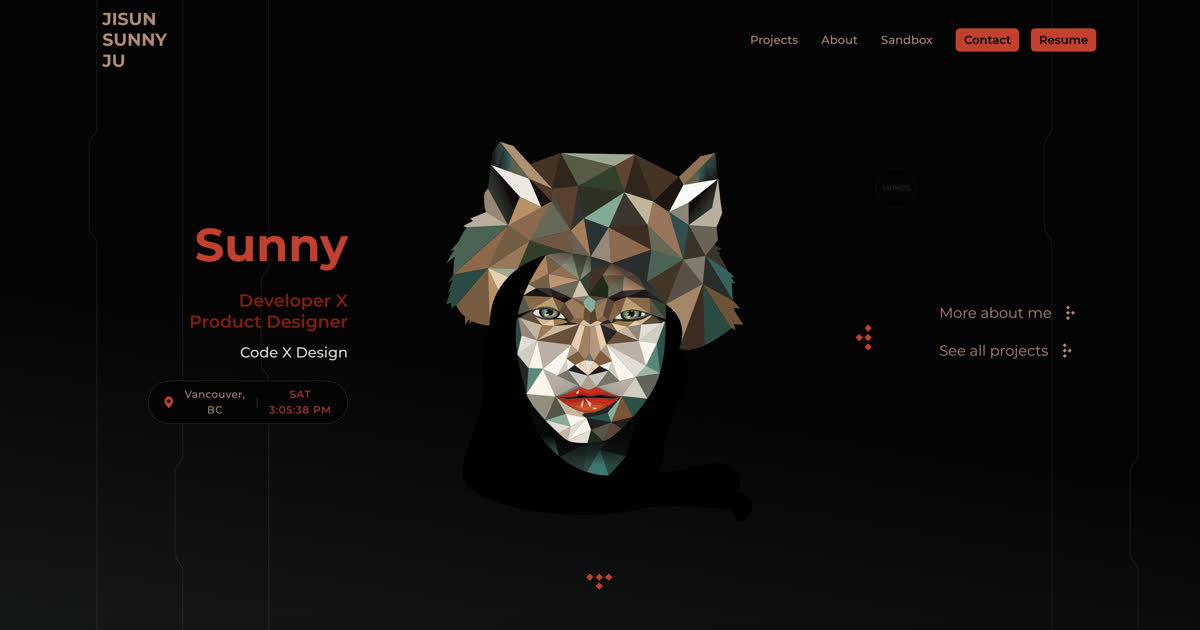 JISUN
SUNNY
JU
Projects
About
Sandbox
Contact
Resume
Sunny
Developer X
Product Designer
Code X Design
Vancouver,
BC
|
SAT
3:05:38 PM
More about me
See all projects